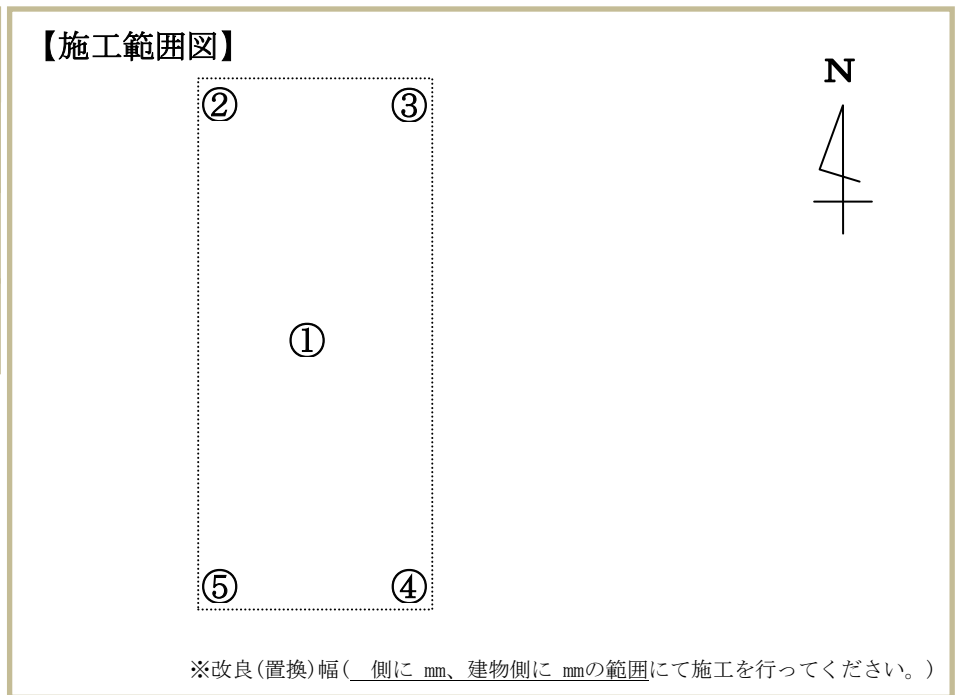 【施工範囲図】
N
② ③
①
⑤ ④
※改良(置換)幅(　側に mm、建物側に mmの範囲にて施工を行ってください。)